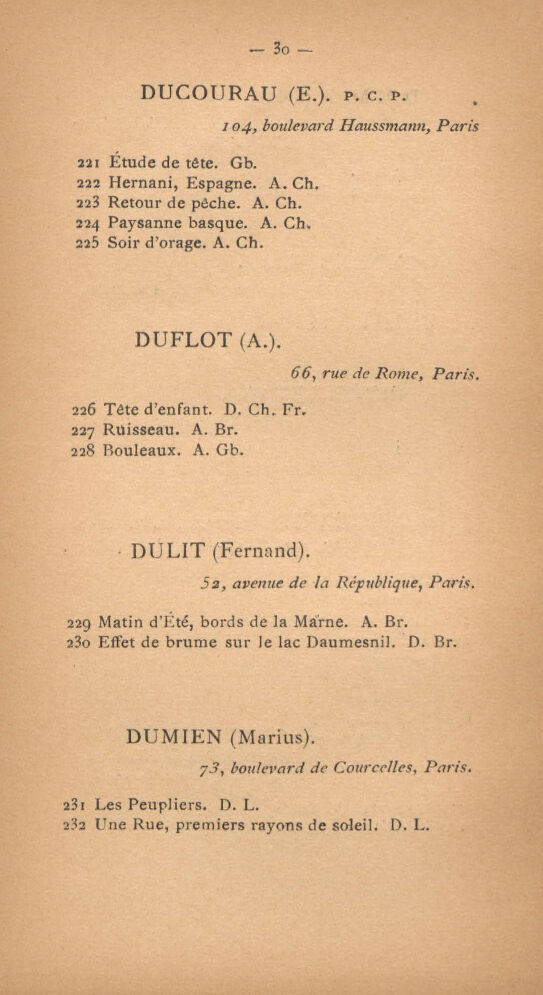 — 30 —
DUCOURAU (E.). P. C. P.
104, boulevard Haussmann, Paris
221 Étude de tête. Gb.
222 Hernani, Espagne. A. Ch.
223 Retour de pêche. A. Ch.
224 Paysanne basque. A. Ch.
225 Soir d'orage. A. Ch.
DUFLOT (A.).
66, rue de Rome, Paris.
226 Tête d'enfant. D. Ch. Fr.
227 Ruisseau. A. Br.
228 Bouleaux. A. Gb.
DULIT (Fernand).
52, avenue de la République, Paris.
229 Matin d'Été, bords de la Marne. A. Br.
230 Effet de brume sur le lac Daumesnil. D. Br.
DUMIEN (Marius).
73, boulevard de Courcelles, Paris.
231 Les Peupliers. D. L.
232 Une Rue, premiers rayons de soleil. D. L.